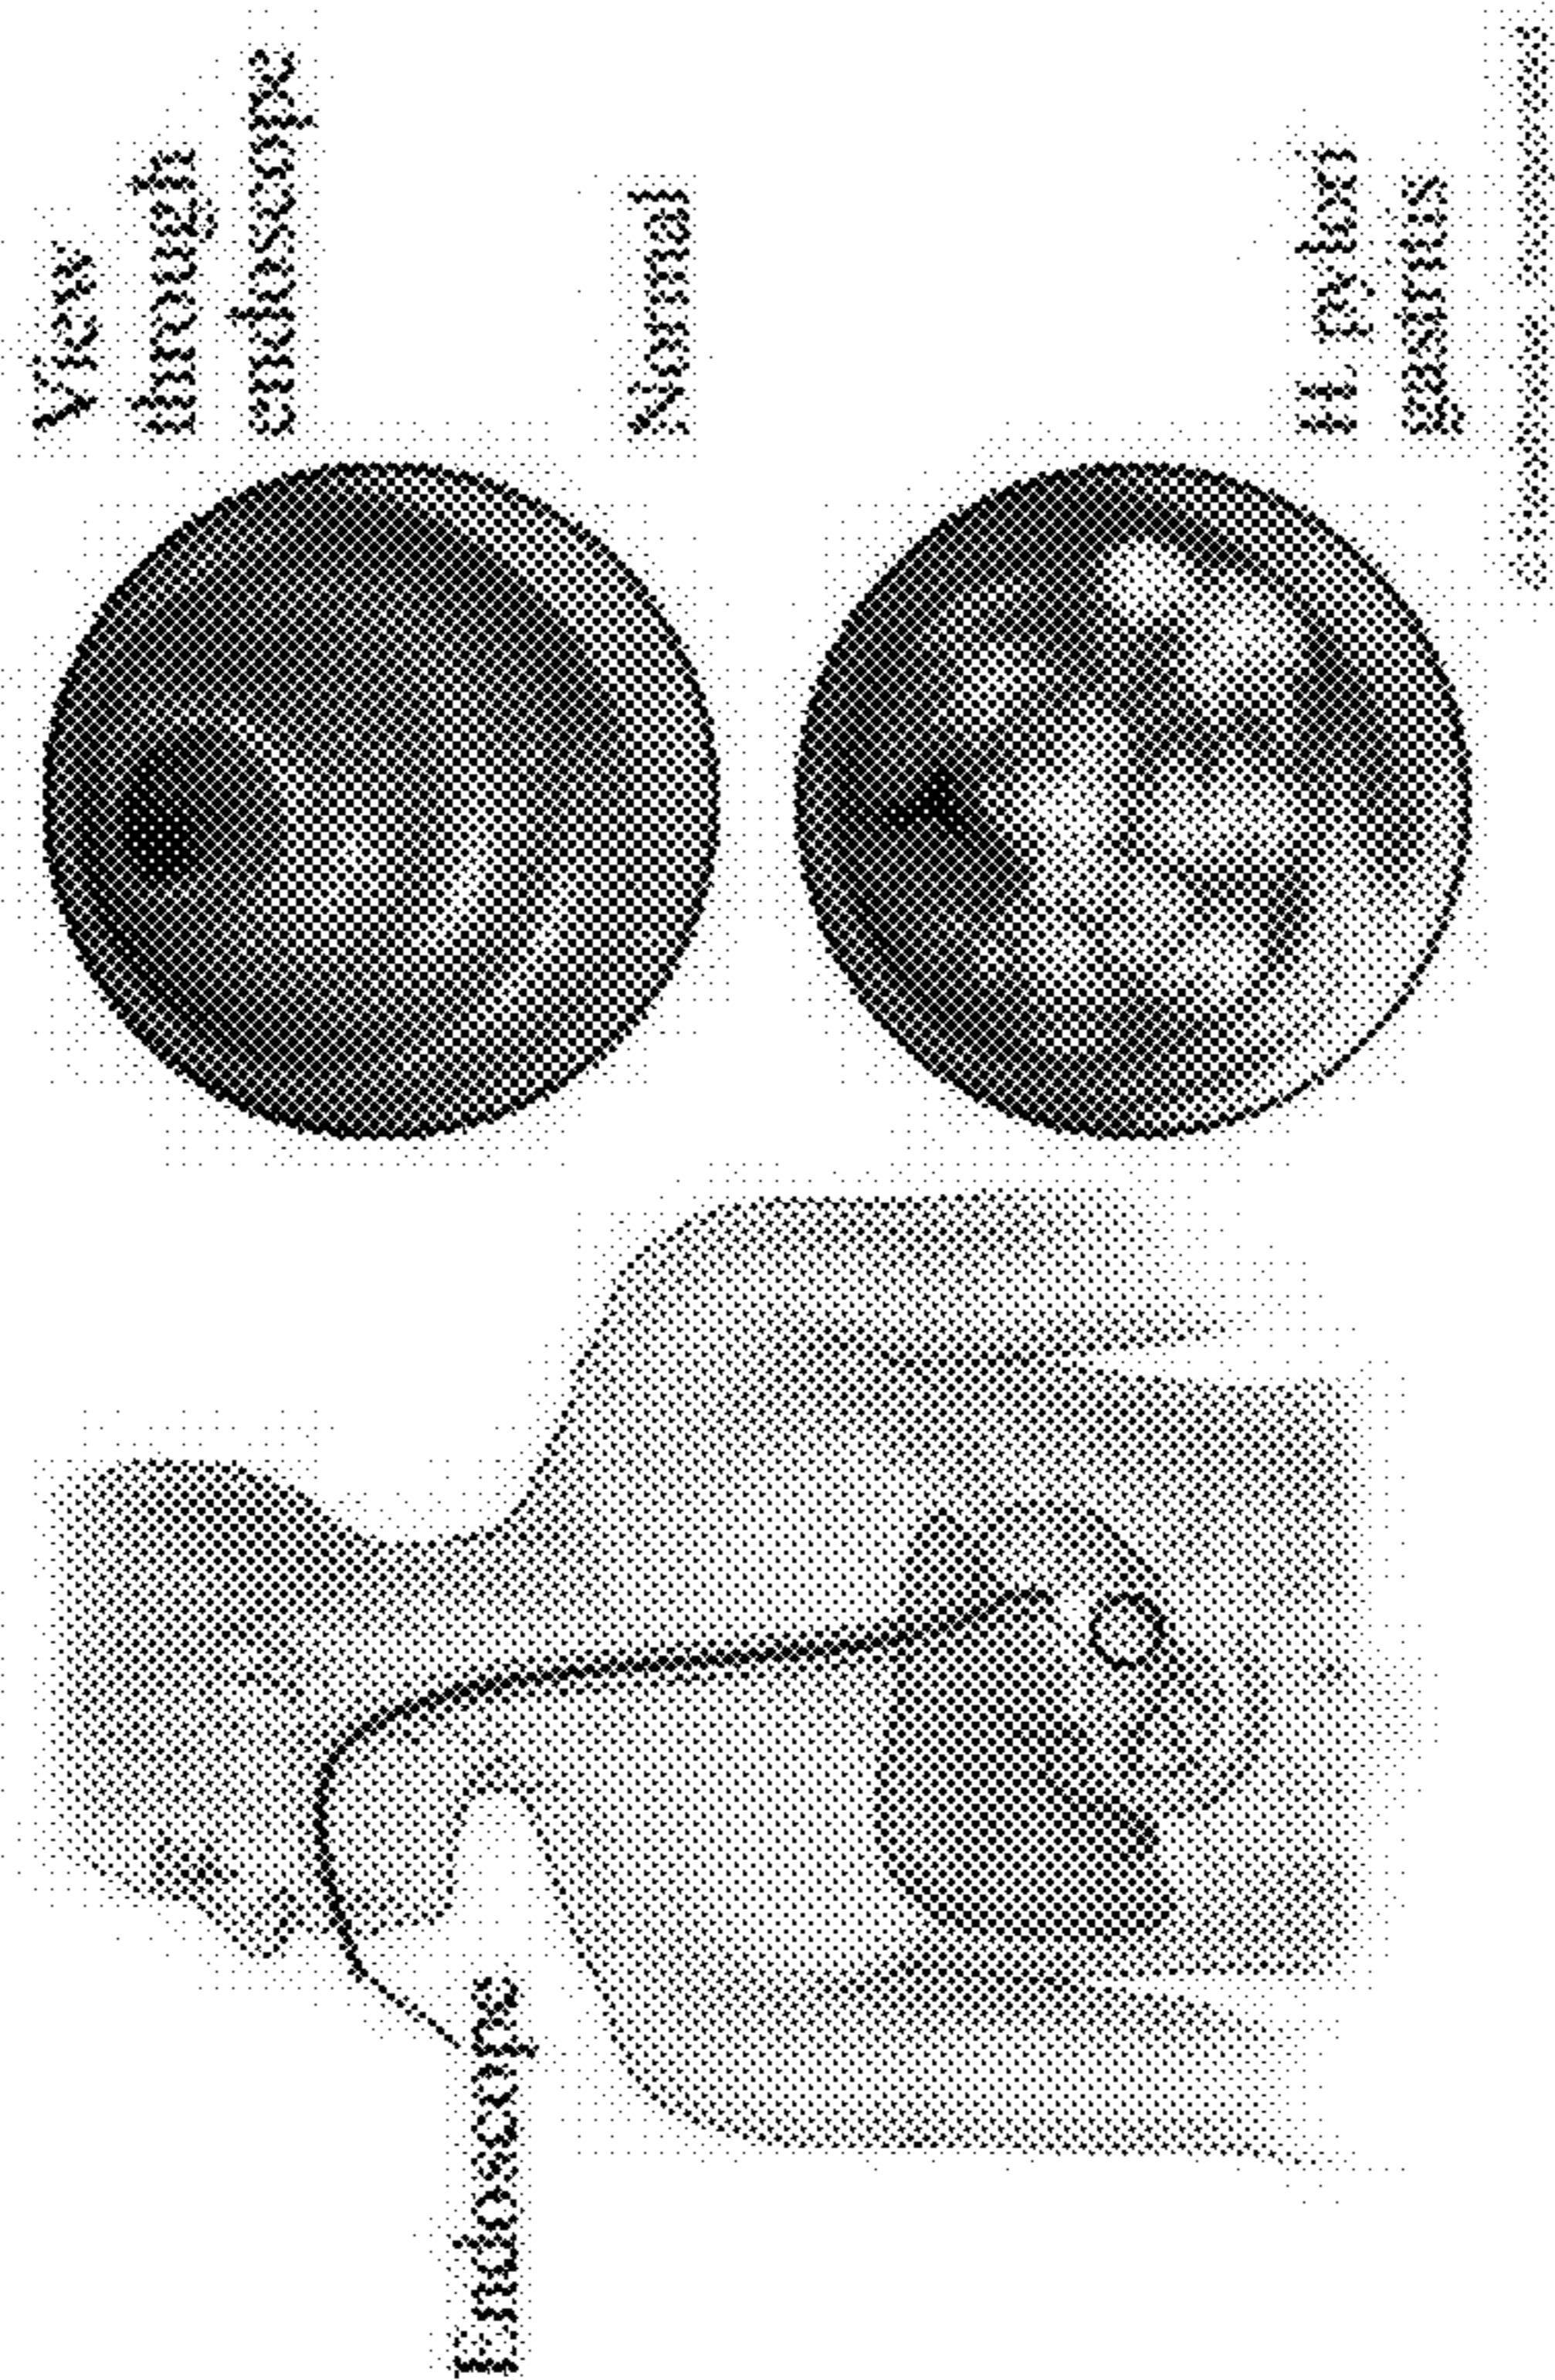 Endoscope
View
through
endoscope
Normal
H. pylori
gastritis